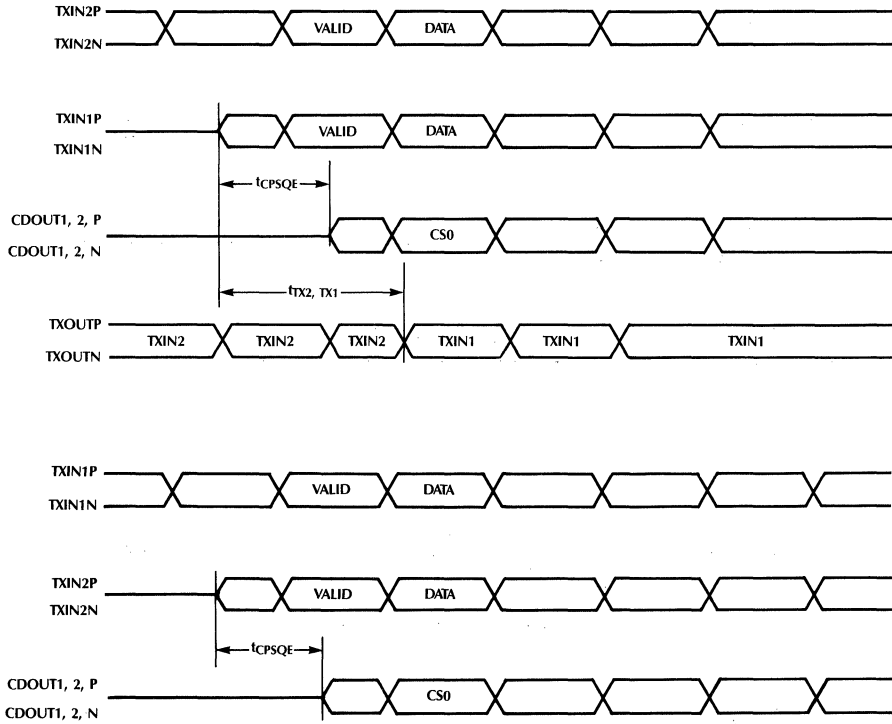 TXIN2P
TXIN2N
VALID
DATA
TXIN1P
TXIN1N
VALID
DATA
tCPSQE
CDOUT1, 2, P
CDOUT1, 2, N
CS0
tTX2, TX1
TXOUTP
TXOUTN
TXIN2
TXIN2
TXIN2
TXIN1
TXIN1
TXIN1
TXIN1P
TXIN1N
VALID
DATA
TXIN2P
TXIN2N
VALID
DATA
tCPSQE
CDOUT1, 2, P
CDOUT1, 2, N
CS0